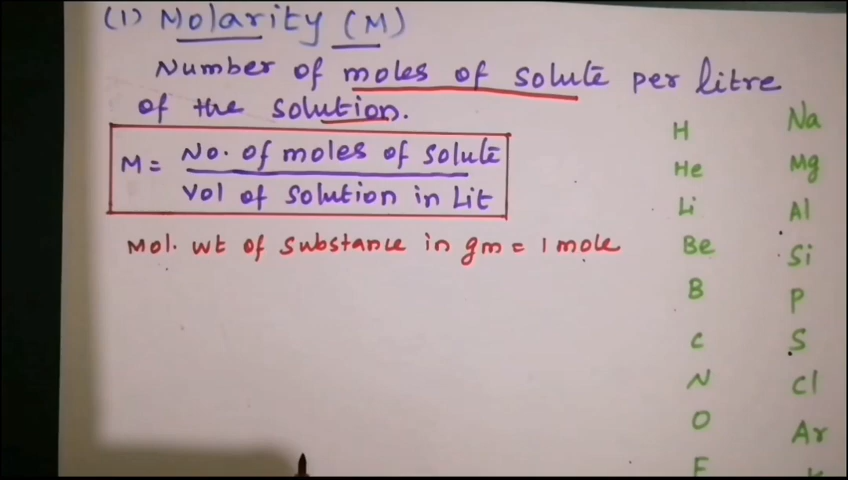 (1) Molarity (M)
Number of moles of solute per litre
of the solution.
M = No. of moles of solute
Vol of solution in Lit
Mol. wt of substance in gm = 1 mole
H
He
Li
Be
B
C
N
O
F
Na
Mg
Al
Si
P
S
Cl
Ar